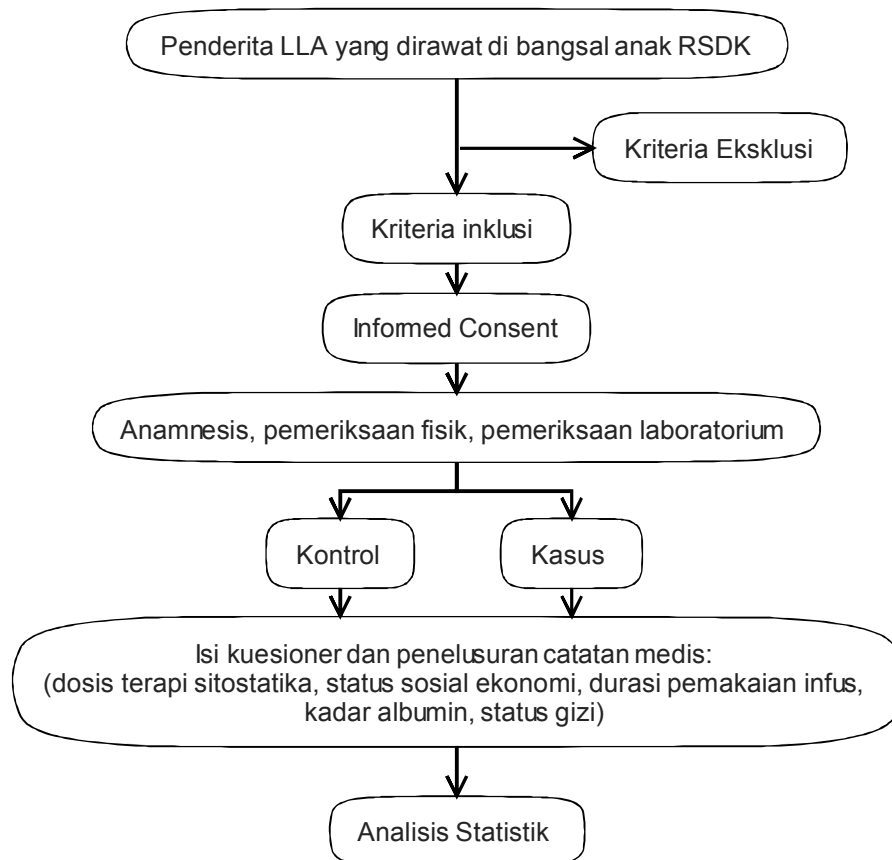 Penderita LLA yang dirawat di bangsal anak RSDK
Kriteria Eksklusi
Kriteria inklusi
Informed Consent
Anamnesis, pemeriksaan fisik, pemeriksaan laboratorium
Kontrol
Kasus
Isi kuesioner dan penelusuran catatan medis:
(dosis terapi sitostatika, status sosial ekonomi, durasi pemakaian infus,
kadar albumin, status gizi)
Analisis Statistik